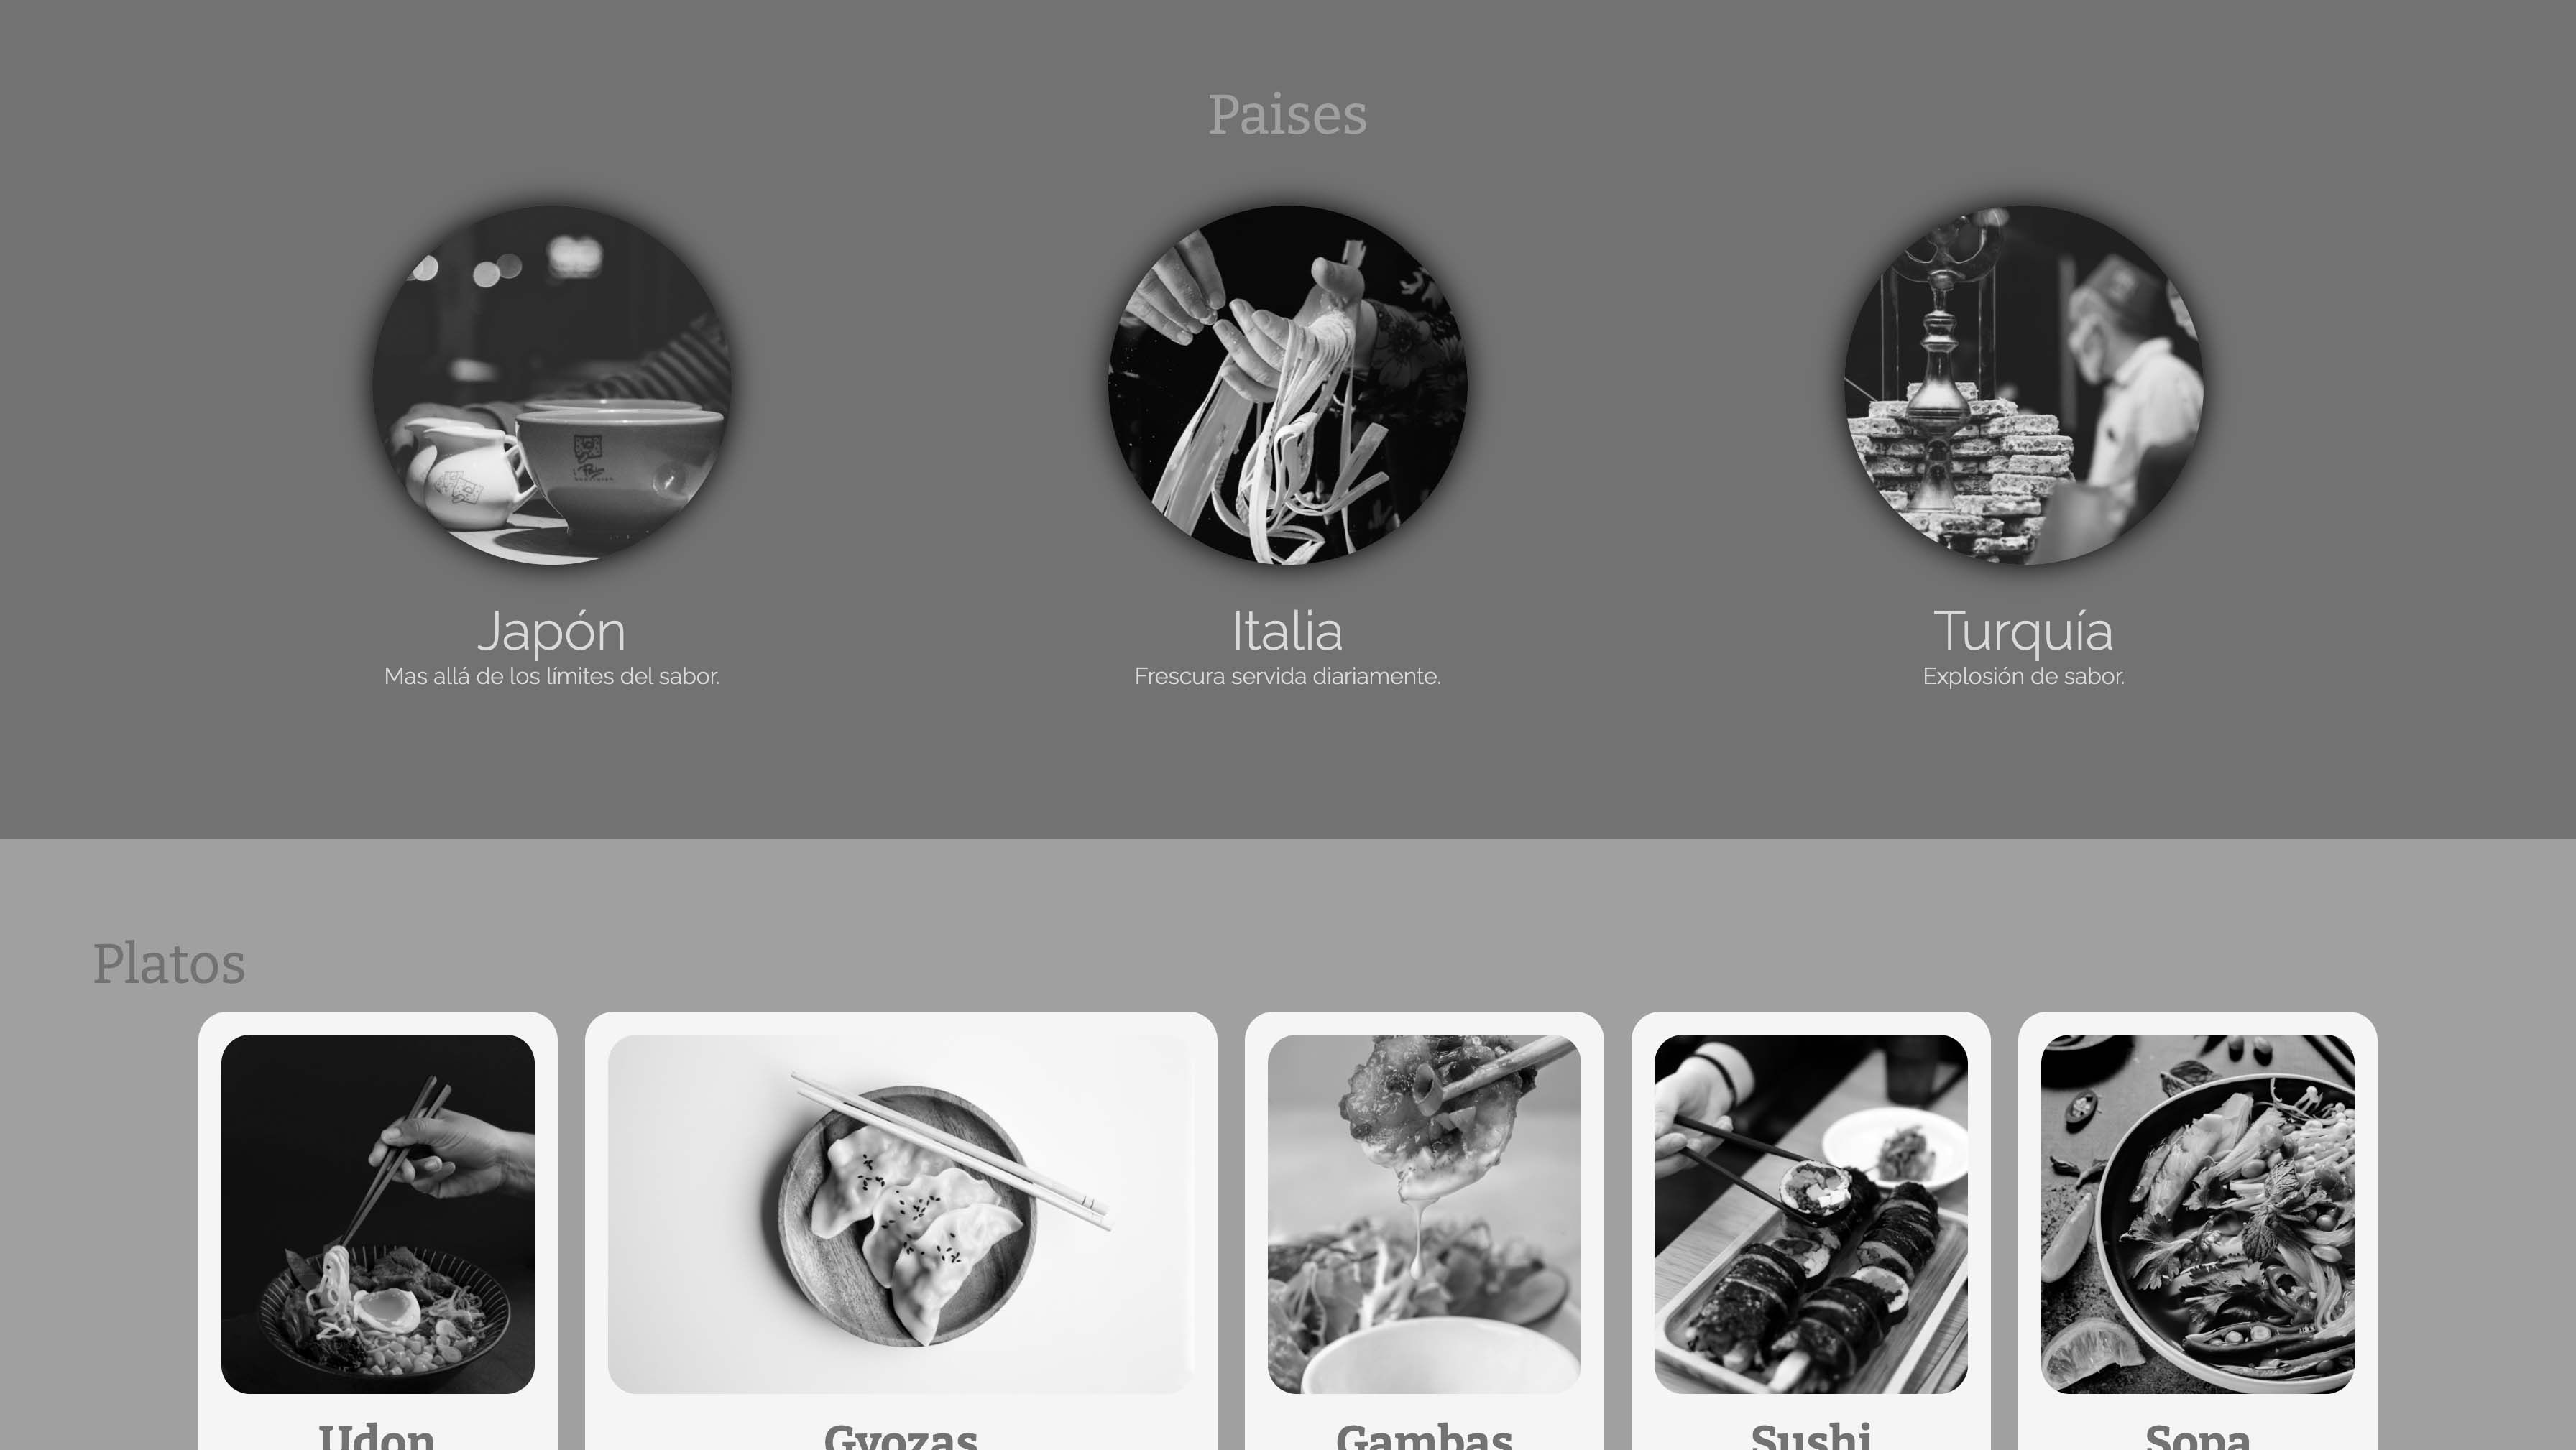 Paises
Japón
Mas allá de los límites del sabor.
Italia
Frescura servida diariamente.
Turquía
Explosión de sabor.
Platos
Udon
Gyozas
Gambas
Sushi
Sopa